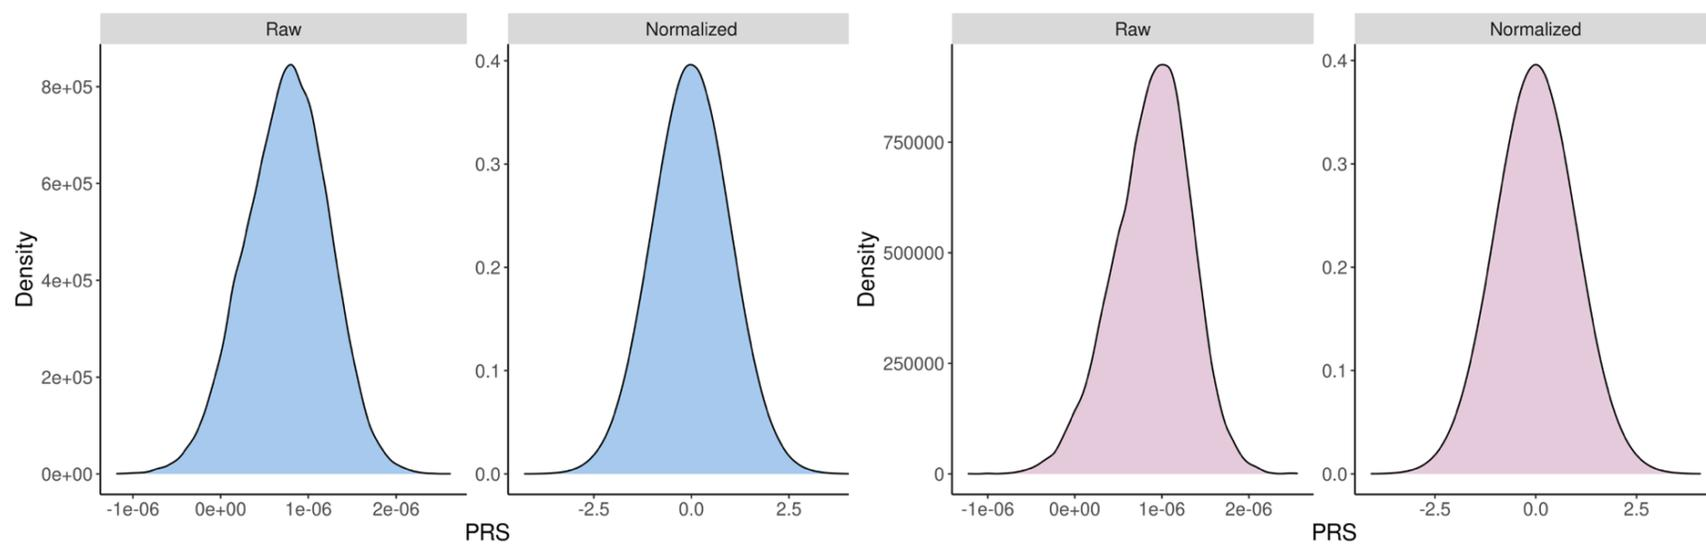 Raw
Normalized
Raw
Normalized
Density
8e+05
6e+05
4e+05
2e+05
0e+00
-1e-06
0e+00
1e-06
2e-06
0.4
0.3
0.2
0.1
0.0
-2.5
0.0
2.5
PRS
Density
750000
500000
250000
0
-1e-06
0e+00
1e-06
2e-06
0.4
0.3
0.2
0.1
0.0
-2.5
0.0
2.5
PRS